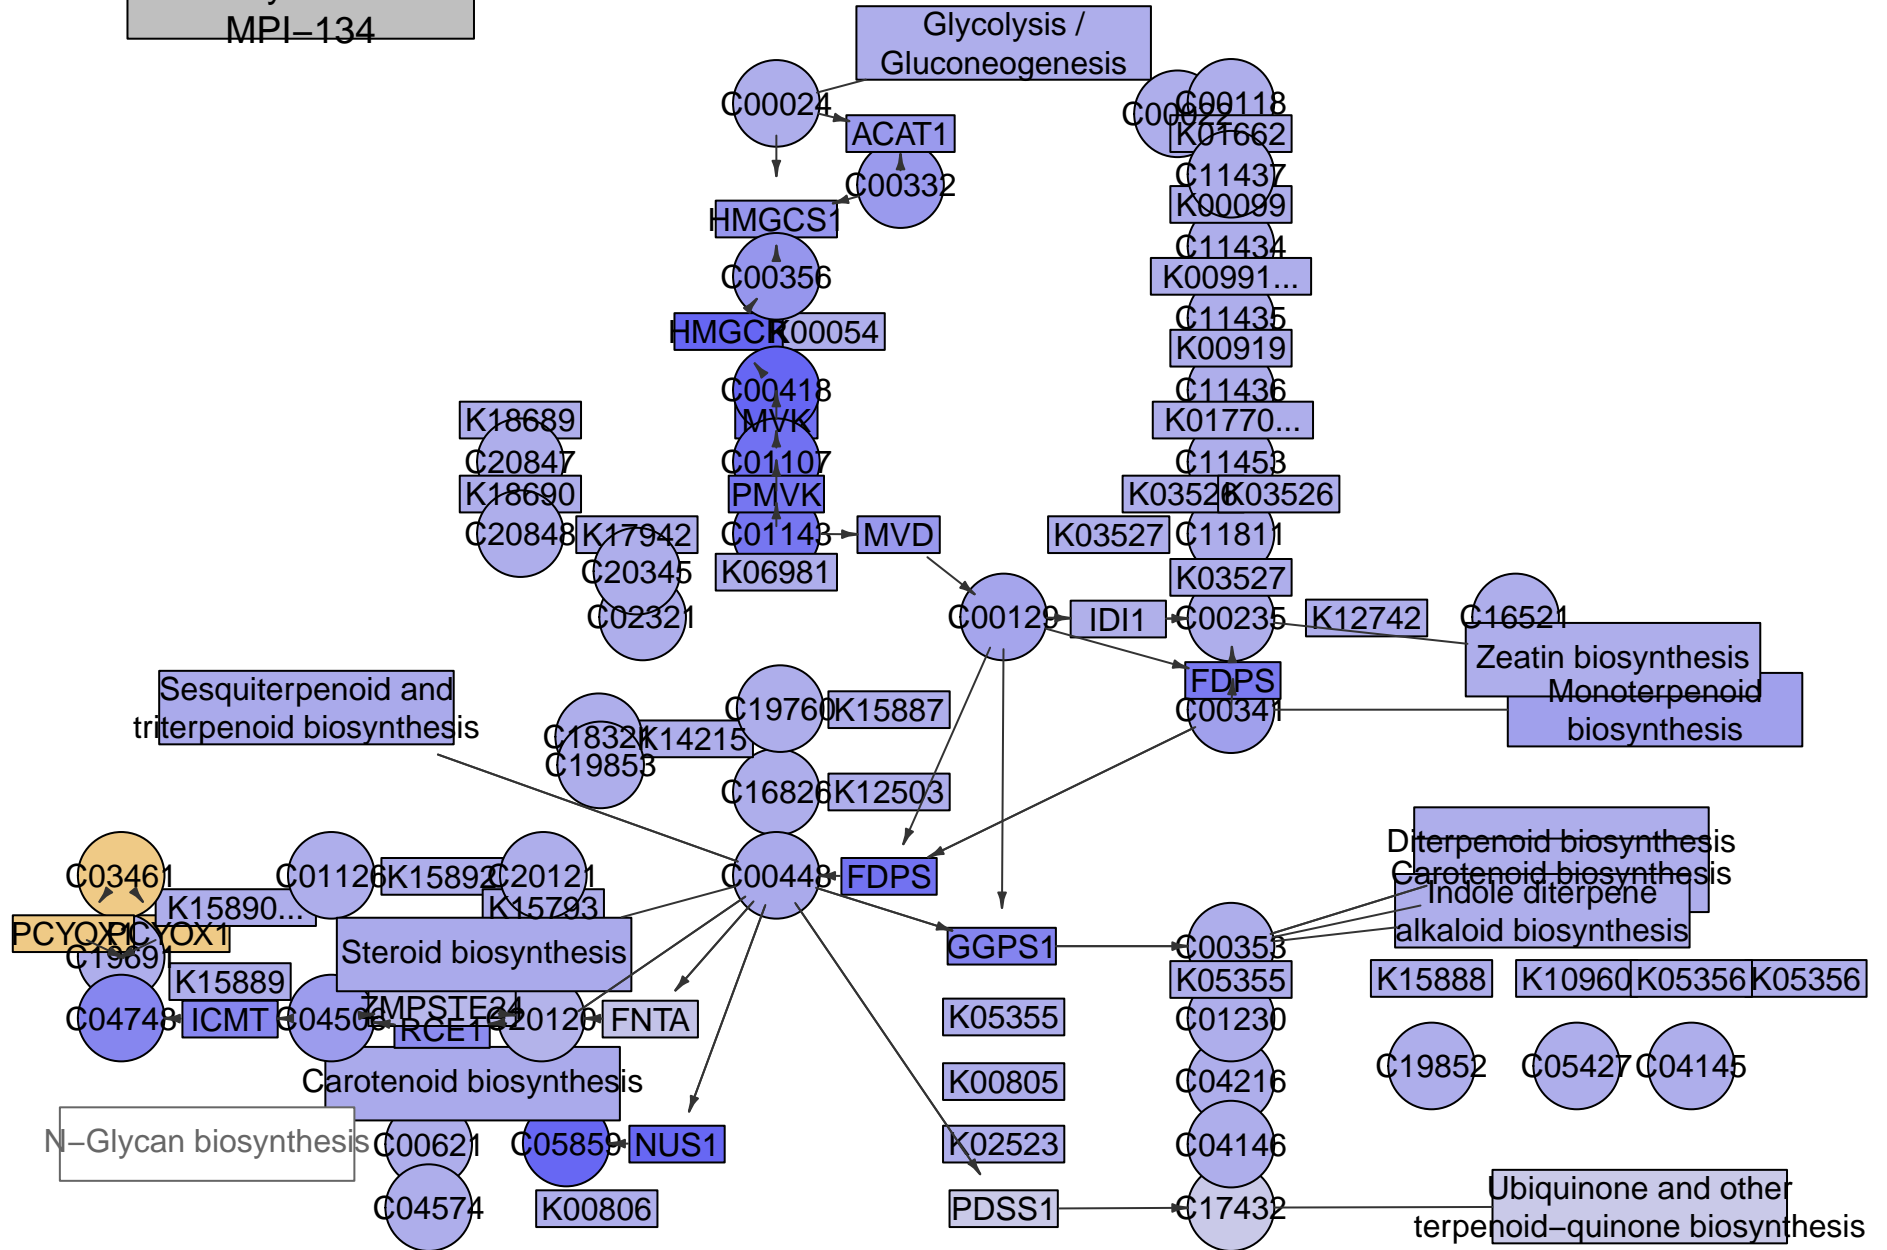 MPI−134
Glycolysis /
Gluconeogenesis
C00024
C00118
C00022
ACAT1
K01662
C11437
C00332
K00099
HMGCS1
C11434
C00356
K00991...
C11435
HMGCR
K00054
K00919
C00418
C11436
K18689
MVK
K01770...
C20847
C01107
C11453
K18690
PMVK
K03526
K03526
C20848
K17942
C01143
MVD
K03527
C11811
C20345
K06981
K03527
C02321
C00129
IDI1
C00235
K12742
C16521
Zeatin biosynthesis
Sesquiterpenoid and
triterpenoid biosynthesis
FDPS
Monoterpenoid
biosynthesis
C19760
K15887
C00341
C18321
K14215
C19853
C16826
K12503
Diterpenoid biosynthesis
Carotenoid biosynthesis
Indole diterpene
alkaloid biosynthesis
C03461
C01126
K15892
C20121
C00448
FDPS
K15890...
K15793
PCYOX1
PCYOX1
C19691
Steroid biosynthesis
GGPS1
C00353
K15889
K05355
K15888
K10960
K05356
K05356
C04748
ICMT
C04506
ZMPSTE24
RCE1
C20120
FNTA
K05355
C01230
Carotenoid biosynthesis
K00805
C04216
C19852
C05427
C04145
N−Glycan biosynthesis
C00621
C05859
NUS1
K02523
C04146
C04574
K00806
PDSS1
C17432
Ubiquinone and other
terpenoid−quinone biosynthesis